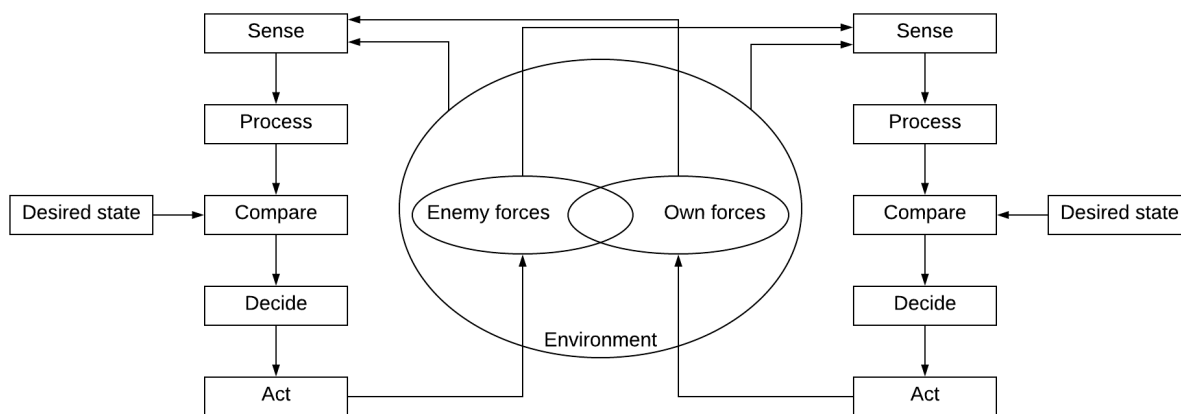 Sense
Sense
Process
Process
Desired state
Compare
Enemy forces
Own forces
Compare
Desired state
Decide
Decide
Environment
Act
Act